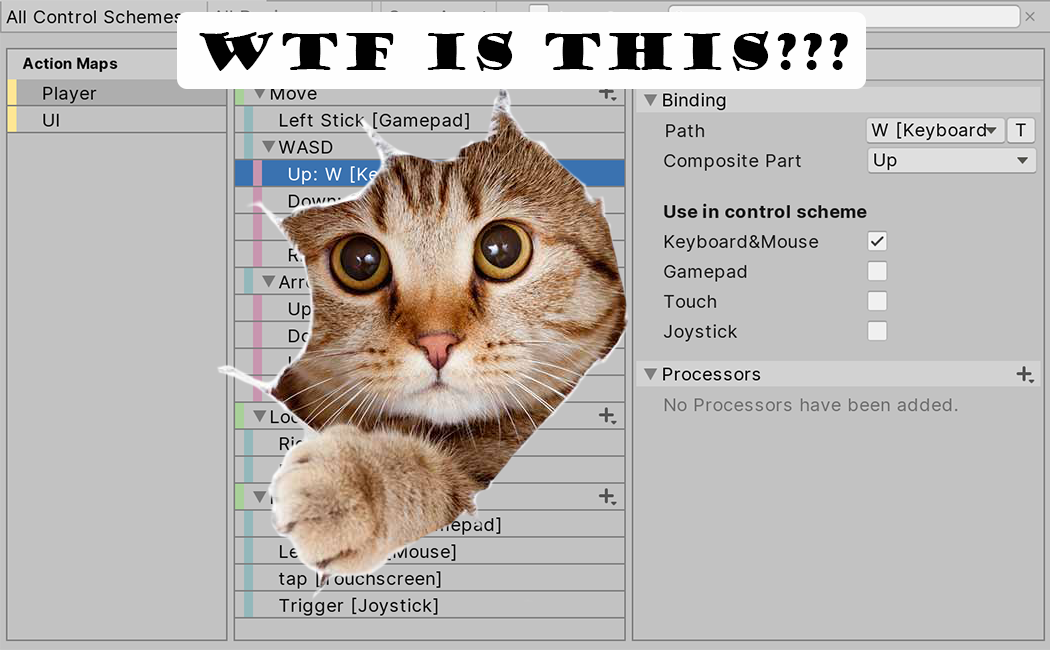 All Control Schemes
WTF IS THIS???
Action Maps
Player
UI
Move
Left Stick [Gamepad]
WASD
Up: W [Ke
Down:
Up
Tap [Touchscreen]
Trigger [Joystick]
Binding
Path
W [Keyboard
T
Composite Part
Up
Use in control scheme
Keyboard&Mouse
Gamepad
Touch
Joystick
Processors
No Processors have been added.